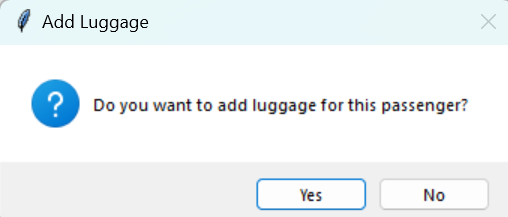 Add Luggage
Do you want to add luggage for this passenger?
Yes No